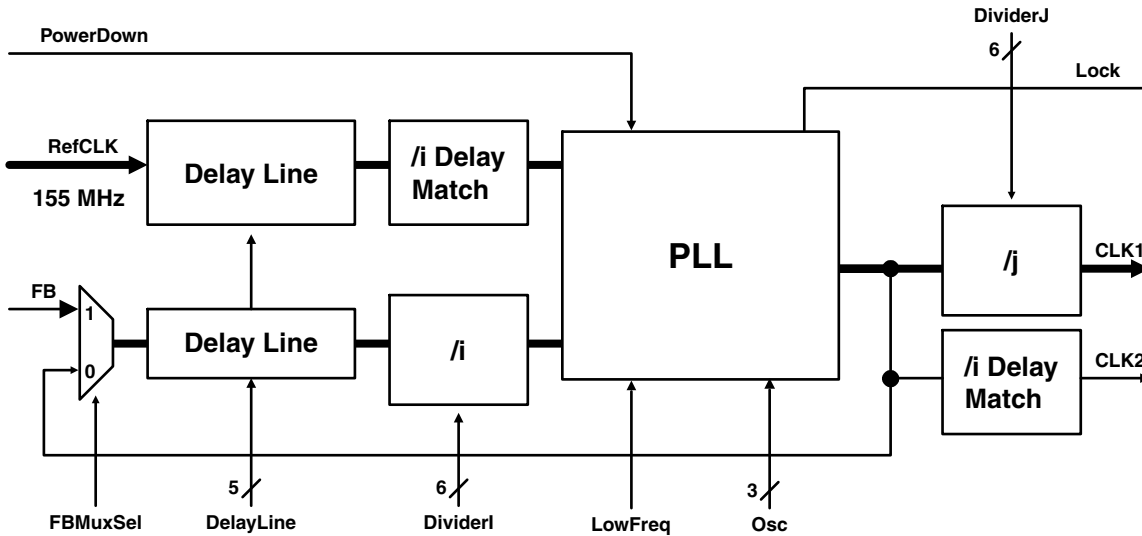 PowerDown
DividerJ
6
Lock
RefCLK
155 MHz
Delay Line
/i Delay
Match
PLL
/j
CLK1
FB
1
0
Delay Line
/i
/i Delay
Match
CLK2
5
6
3
FBMuxSel
DelayLine
DividerI
LowFreq
Osc